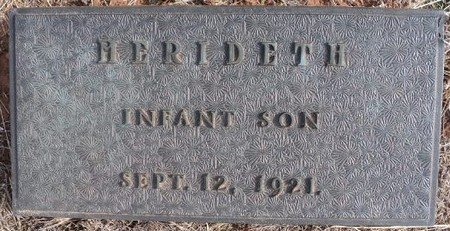 HERIDETH
INFANT SON
SEPT. 12, 1921.